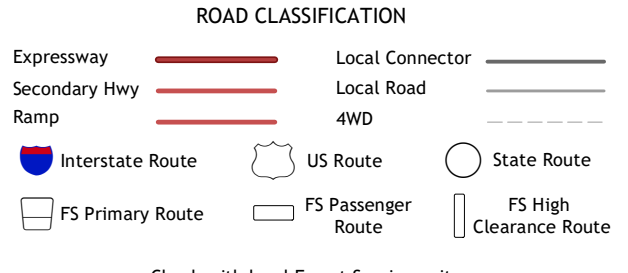 ROAD CLASSIFICATION
Expressway
Local Connector
Secondary Hwy
Local Road
Ramp
4WD
Interstate Route
US Route
State Route
FS Primary Route
FS Passenger
Route
FS High
Clearance Route